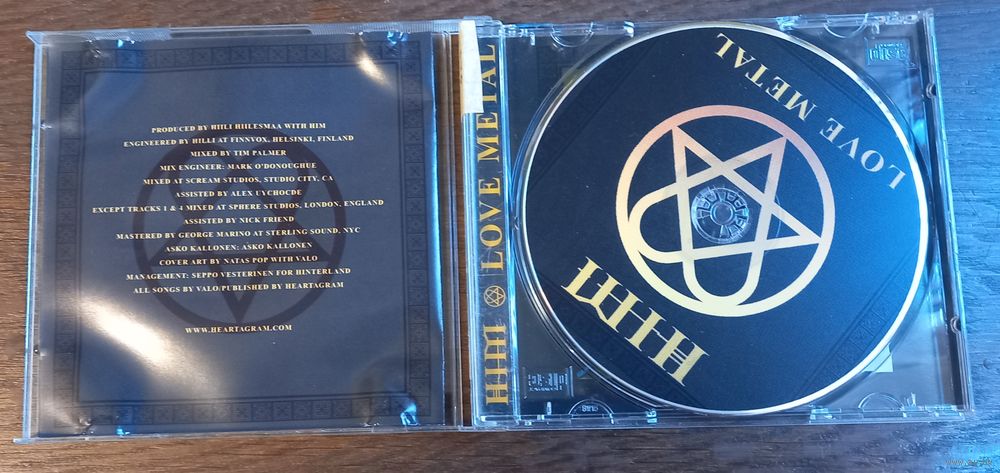 PRODUCED BY HIILI HIILESMAA WITH HIM
ENGINEERED BY HILLI AT FINNVOX, HELSINKI, FINLAND
MIXED BY TIM PALMER
MIX ENGINEER: MARK O'DONOUGHUE
MIXED AT SCREAM STUDIOS, STUDIO CITY, CA
ASSISTED BY ALEX UYCHOCDE
EXCEPT TRACKS 1 & 4 MIXED AT SPHERE STUDIOS, LONDON, ENGLAND
ASSISTED BY NICK FRIEND
MASTERED BY GEORGE MARINO AT STERLING SOUND, NYC
ASKO KALLONEN: ASKO KALLONEN
COVER ART BY NATAS POP WITH VALO
MANAGEMENT: SEPPO VESTERINEN FOR HINTERLAND
ALL SONGS BY VALO/PUBLISHED BY HEARTAGRAM
WWW.HEARTAGRAM.COM
HIM LOVE METAL
LOVE METAL
HIM